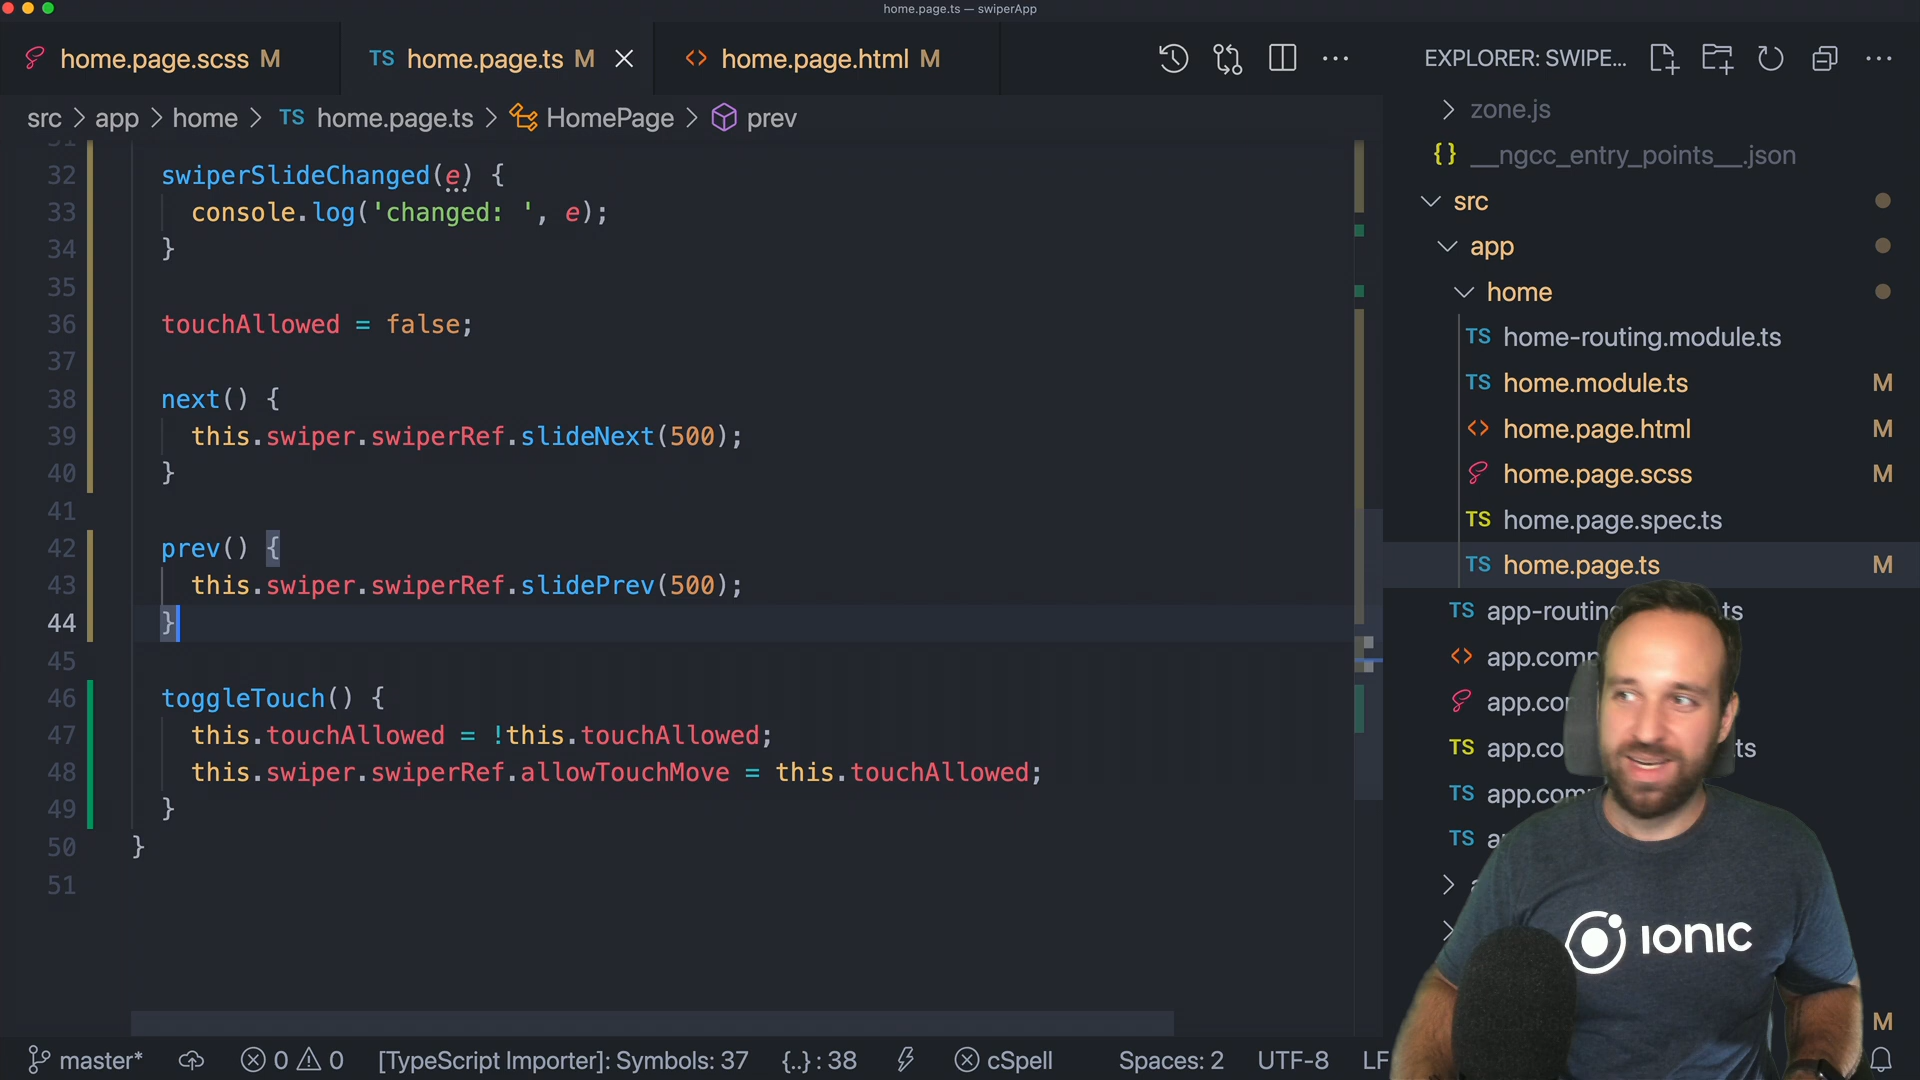 home.page.ts — swiperApp
home.page.scss M
TS home.page.ts M
<> home.page.html M
EXPLORER: SWIPE...
src > app > home > TS home.page.ts > HomePage > prev
31
32 swiperSlideChanged(e) {
33 console.log('changed: ', e);
34 }
35
36 touchAllowed = false;
37
38 next() {
39 this.swiper.swiperRef.slideNext(500);
40 }
41
42 prev() {
43 this.swiper.swiperRef.slidePrev(500);
44 }
45
46 toggleTouch() {
47 this.touchAllowed = !this.touchAllowed;
48 this.swiper.swiperRef.allowTouchMove = this.touchAllowed;
49 }
50 }
51
zone.js
{} __ngcc_entry_points__.json
src
app
home
TS home-routing.module.ts
TS home.module.ts M
<> home.page.html M
home.page.scss M
TS home.page.spec.ts
TS home.page.ts M
TS app-routing ts
<> app.comp
app.co
TS app.co ts
TS app.com
TS a
M
IONIC
master* 0 0 [TypeScript Importer]: Symbols: 37 {..} : 38 cSpell Spaces: 2 UTF-8 LF